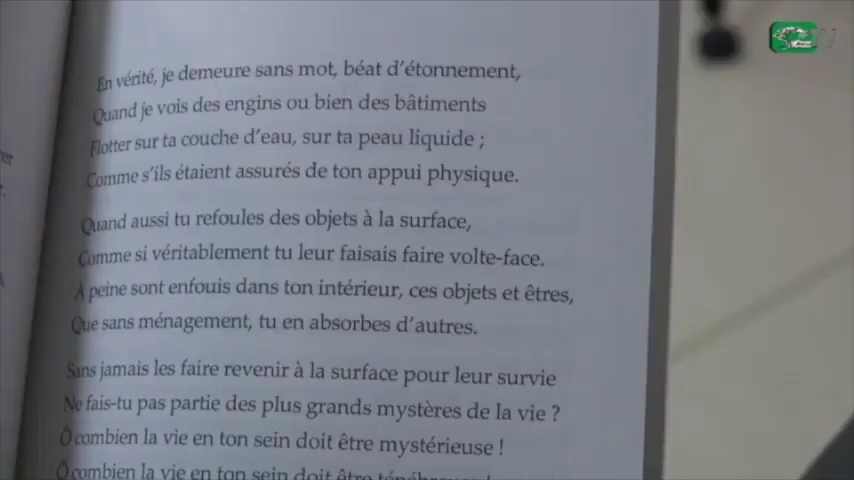 En vérité, je demeure sans mot, béat d'étonnement,
Quand je vois des engins ou bien des bâtiments
Flotter sur ta couche d'eau, sur ta peau liquide ;
Comme s'ils étaient assurés de ton appui physique.
Quand aussi tu refoules des objets à la surface,
Comme si véritablement tu leur faisais faire volte-face.
À peine sont enfouis dans ton intérieur, ces objets et êtres,
Que sans ménagement, tu en absorbes d'autres.
Sans jamais les faire revenir à la surface pour leur survie
Ne fais-tu pas partie des plus grands mystères de la vie ?
Ô combien la vie en ton sein doit être mystérieuse !
Ô combien la vie en ton sein doit être